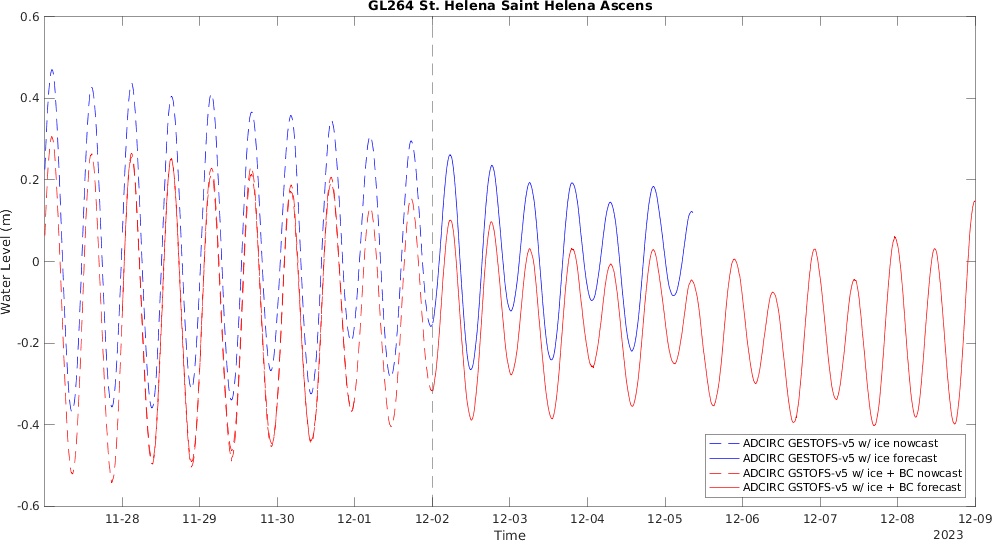 GL264 St. Helena Saint Helena Ascens
Water Level (m)
0.6
0.4
0.2
0
-0.2
-0.4
-0.6
ADCIRC GESTOFS-v5 w/ ice nowcast
ADCIRC GESTOFS-v5 w/ ice forecast
ADCIRC GSTOFS-v5 w/ ice + BC nowcast
ADCIRC GSTOFS-v5 w/ ice + BC forecast
11-28 11-29 11-30 12-01 12-02 12-03 12-04 12-05 12-06 12-07 12-08 12-09
Time
2023